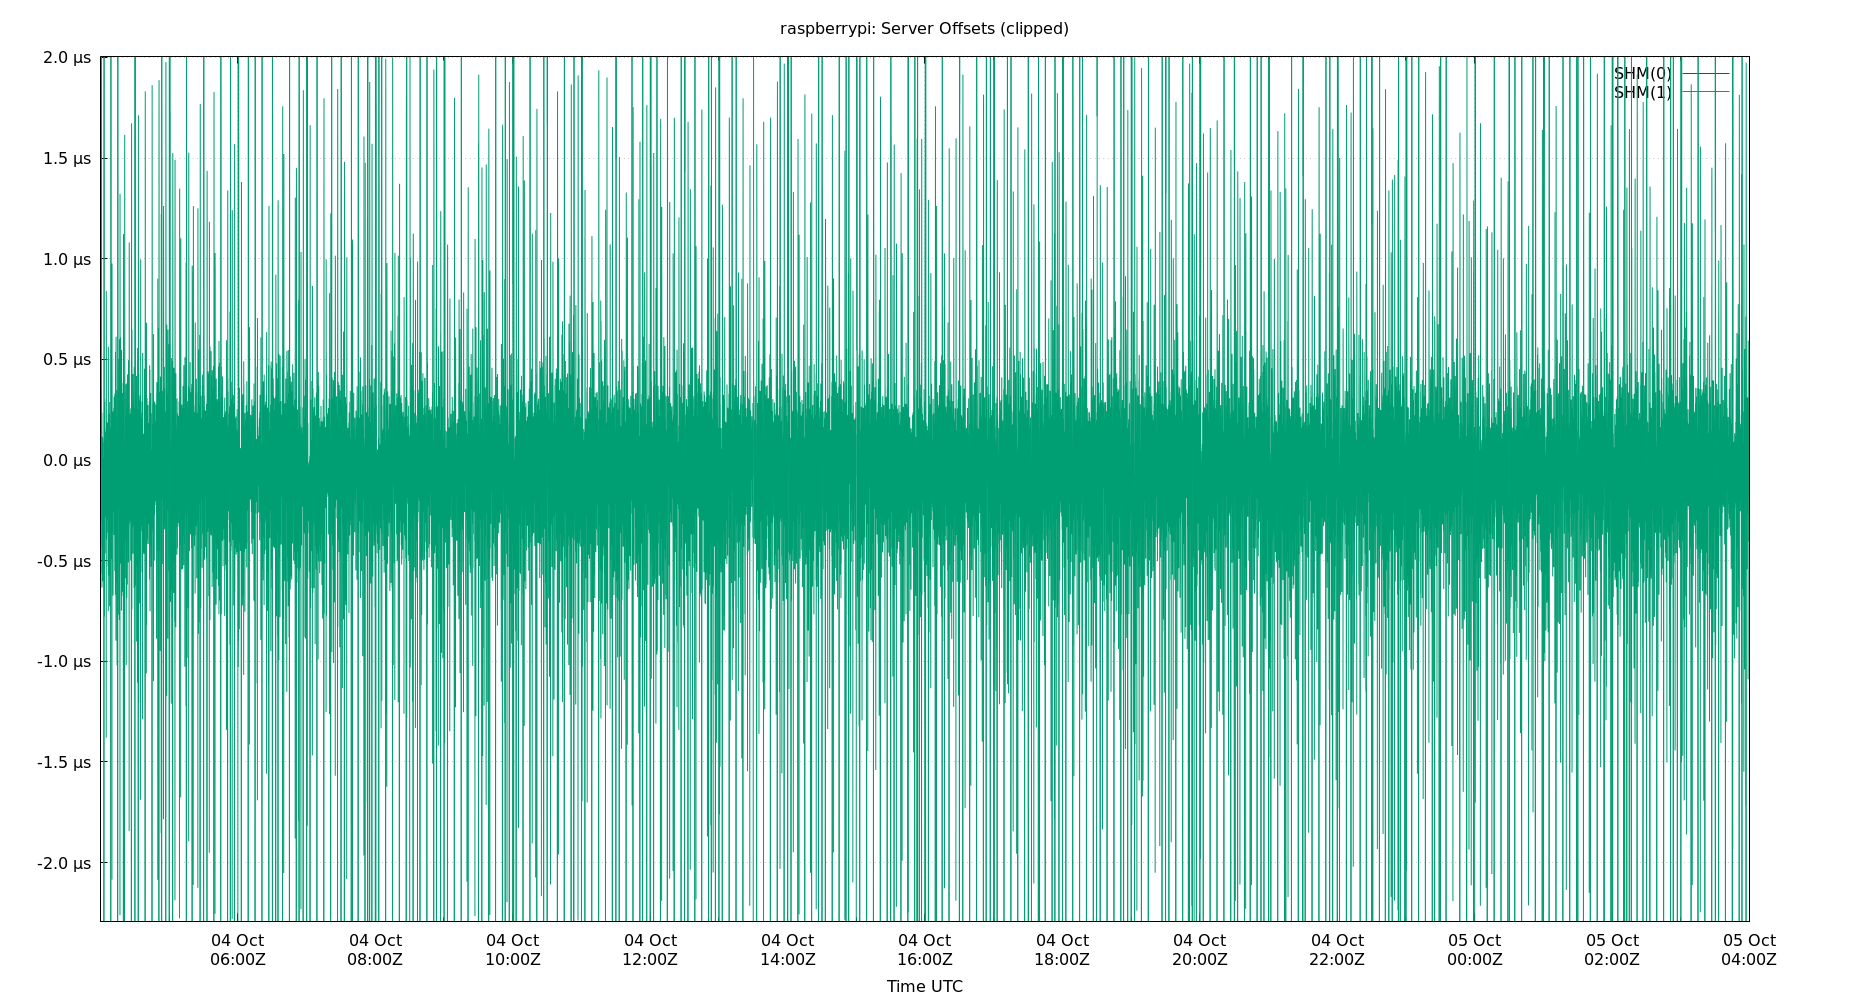 raspberrypi: Server Offsets (clipped)
2.0 µs
SHM(0)
SHM(1)
1.5 µs
1.0 µs
0.5 µs
0.0 µs
-0.5 µs
-1.0 µs
-1.5 µs
-2.0 µs
04 Oct 04 Oct 04 Oct 04 Oct 04 Oct 04 Oct 04 Oct 04 Oct 04 Oct 05 Oct 05 Oct 05 Oct
06:00Z 08:00Z 10:00Z 12:00Z 14:00Z 16:00Z 18:00Z 20:00Z 22:00Z 00:00Z 02:00Z 04:00Z
Time UTC